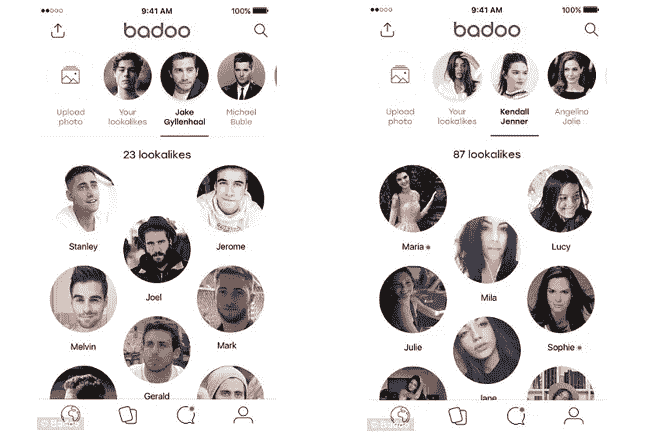 9:41 AM
100%
badoo
Upload
photo
Your
lookalikes
Jake
Gyllenhaal
Michael
Buble
23 lookalikes
Stanley
Jerome
Joel
Melvin
Mark
Gerald
© Badoo
9:41 AM
100%
badoo
Upload
photo
Your
lookalikes
Kendall
Jenner
Angelina
Jolie
87 lookalikes
Maria
Lucy
Mila
Julie
Sophie
Jane
© Badoo